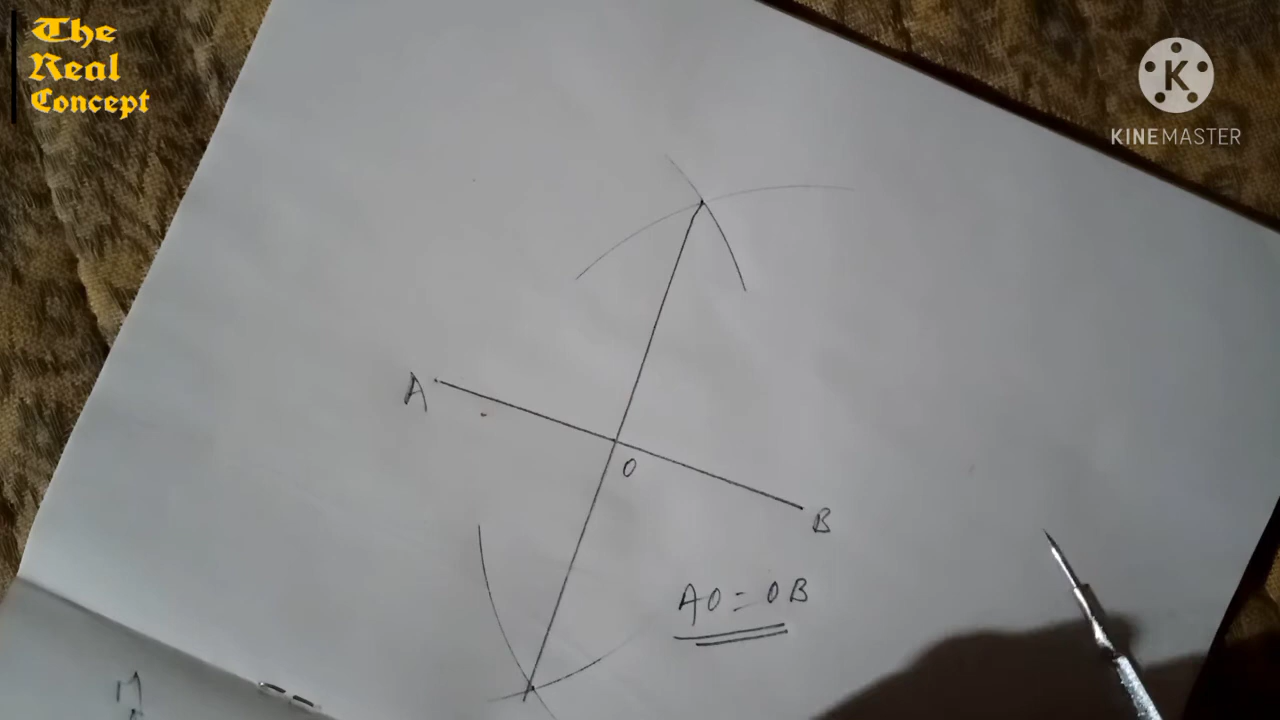 The
Real
Concept
KINEMASTER
A
O
B
AO = OB